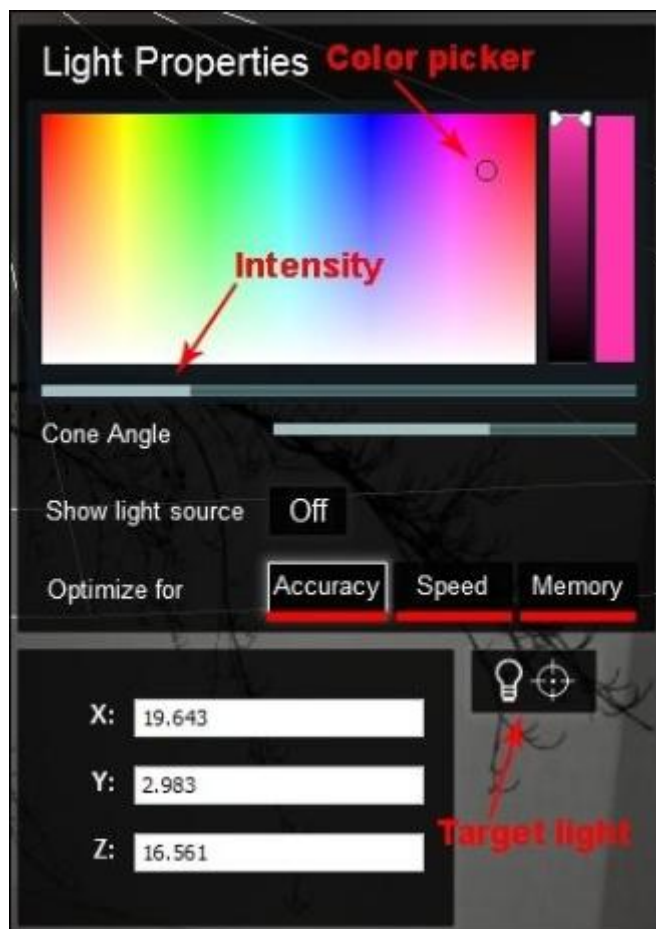 Light Properties
Color picker
Intensity
Cone Angle
Show light source Off
Optimize for Accuracy Speed Memory
X: 19.643
Y: 2.983
Z: 16.561
Target light